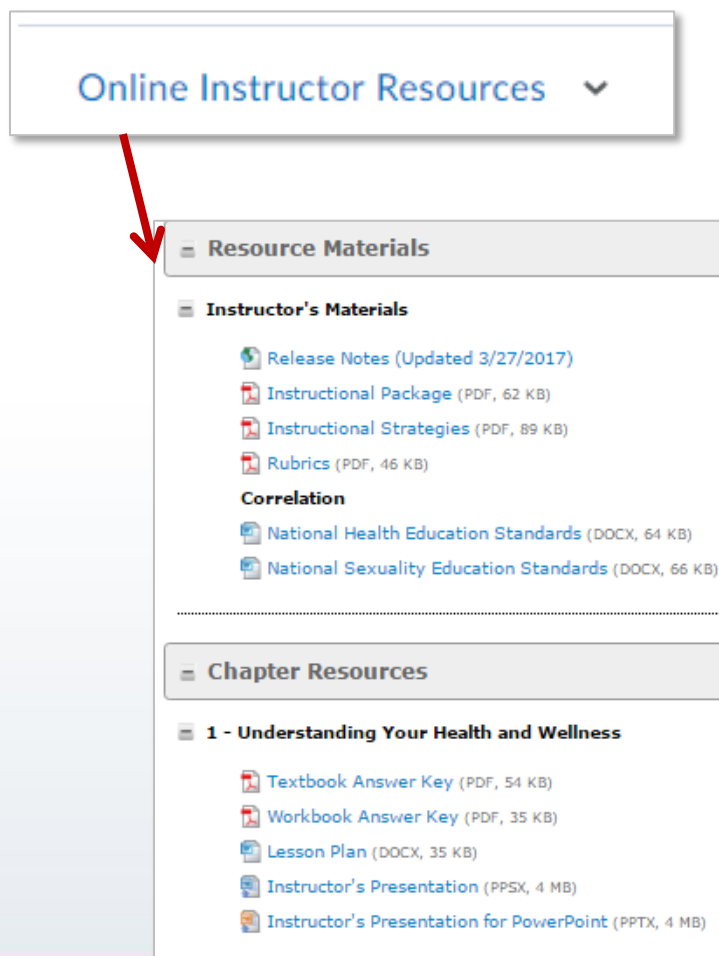 Online Instructor Resources
Resource Materials
Instructor's Materials
Release Notes (Updated 3/27/2017)
Instructional Package (PDF, 62 KB)
Instructional Strategies (PDF, 89 KB)
Rubrics (PDF, 46 KB)
Correlation
National Health Education Standards (DOCX, 64 KB)
National Sexuality Education Standards (DOCX, 66 KB)
Chapter Resources
1 - Understanding Your Health and Wellness
Textbook Answer Key (PDF, 54 KB)
Workbook Answer Key (PDF, 35 KB)
Lesson Plan (DOCX, 35 KB)
Instructor's Presentation (PPSX, 4 MB)
Instructor's Presentation for PowerPoint (PPTX, 4 MB)